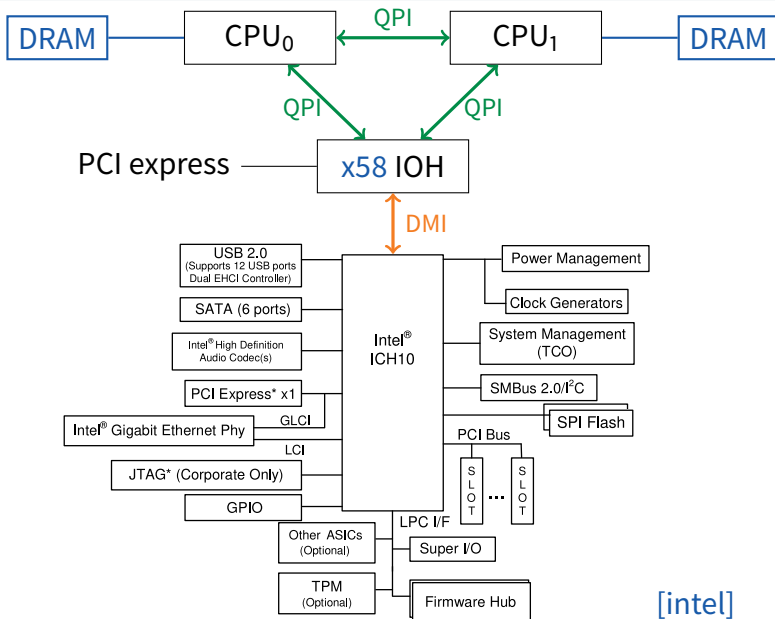 QPI
DRAM
CPU₀
CPU₁
DRAM
QPI
QPI
PCI express
x58 IOH
DMI
USB 2.0
(Supports 12 USB ports
Dual EHCI Controller)
Power Management
SATA (6 ports)
Clock Generators
Intel® High Definition
Audio Codec(s)
Intel®
ICH10
System Management
(TCO)
PCI Express* x1
SMBus 2.0/I²C
GLCI
SPI Flash
Intel® Gigabit Ethernet Phy
PCI Bus
LCI
JTAG* (Corporate Only)
SLOT
...
SLOT
GPIO
LPC I/F
Other ASICs
(Optional)
Super I/O
TPM
(Optional)
Firmware Hub
[intel]